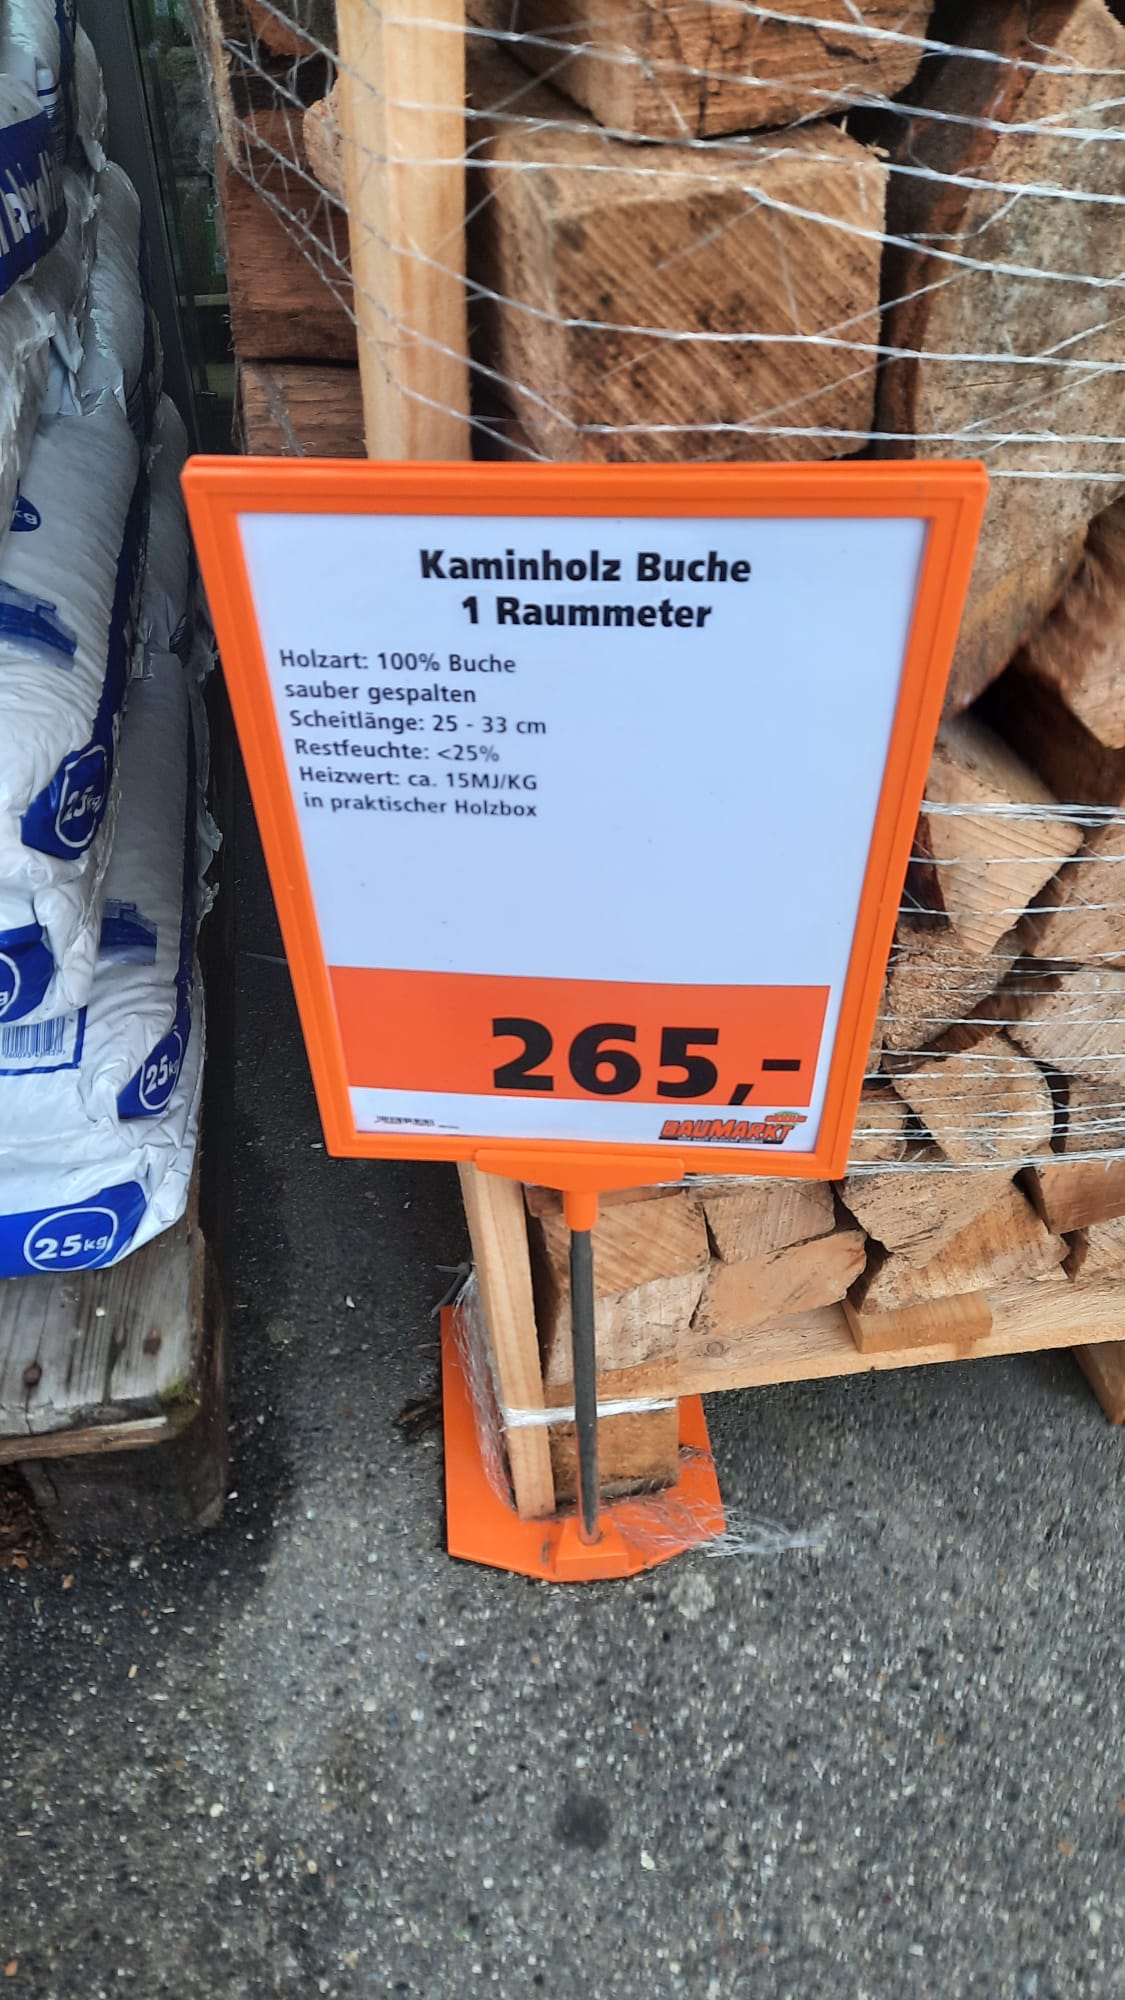 Kaminholz Buche
1 Raummeter
Holzart: 100% Buche
sauber gespalten
Scheitlänge: 25 - 33 cm
Restfeuchte: <25%
Heizwert: ca. 15MJ/KG
in praktischer Holzbox
265,-
BAUMARKT
kg
25kg
25kg
25kg